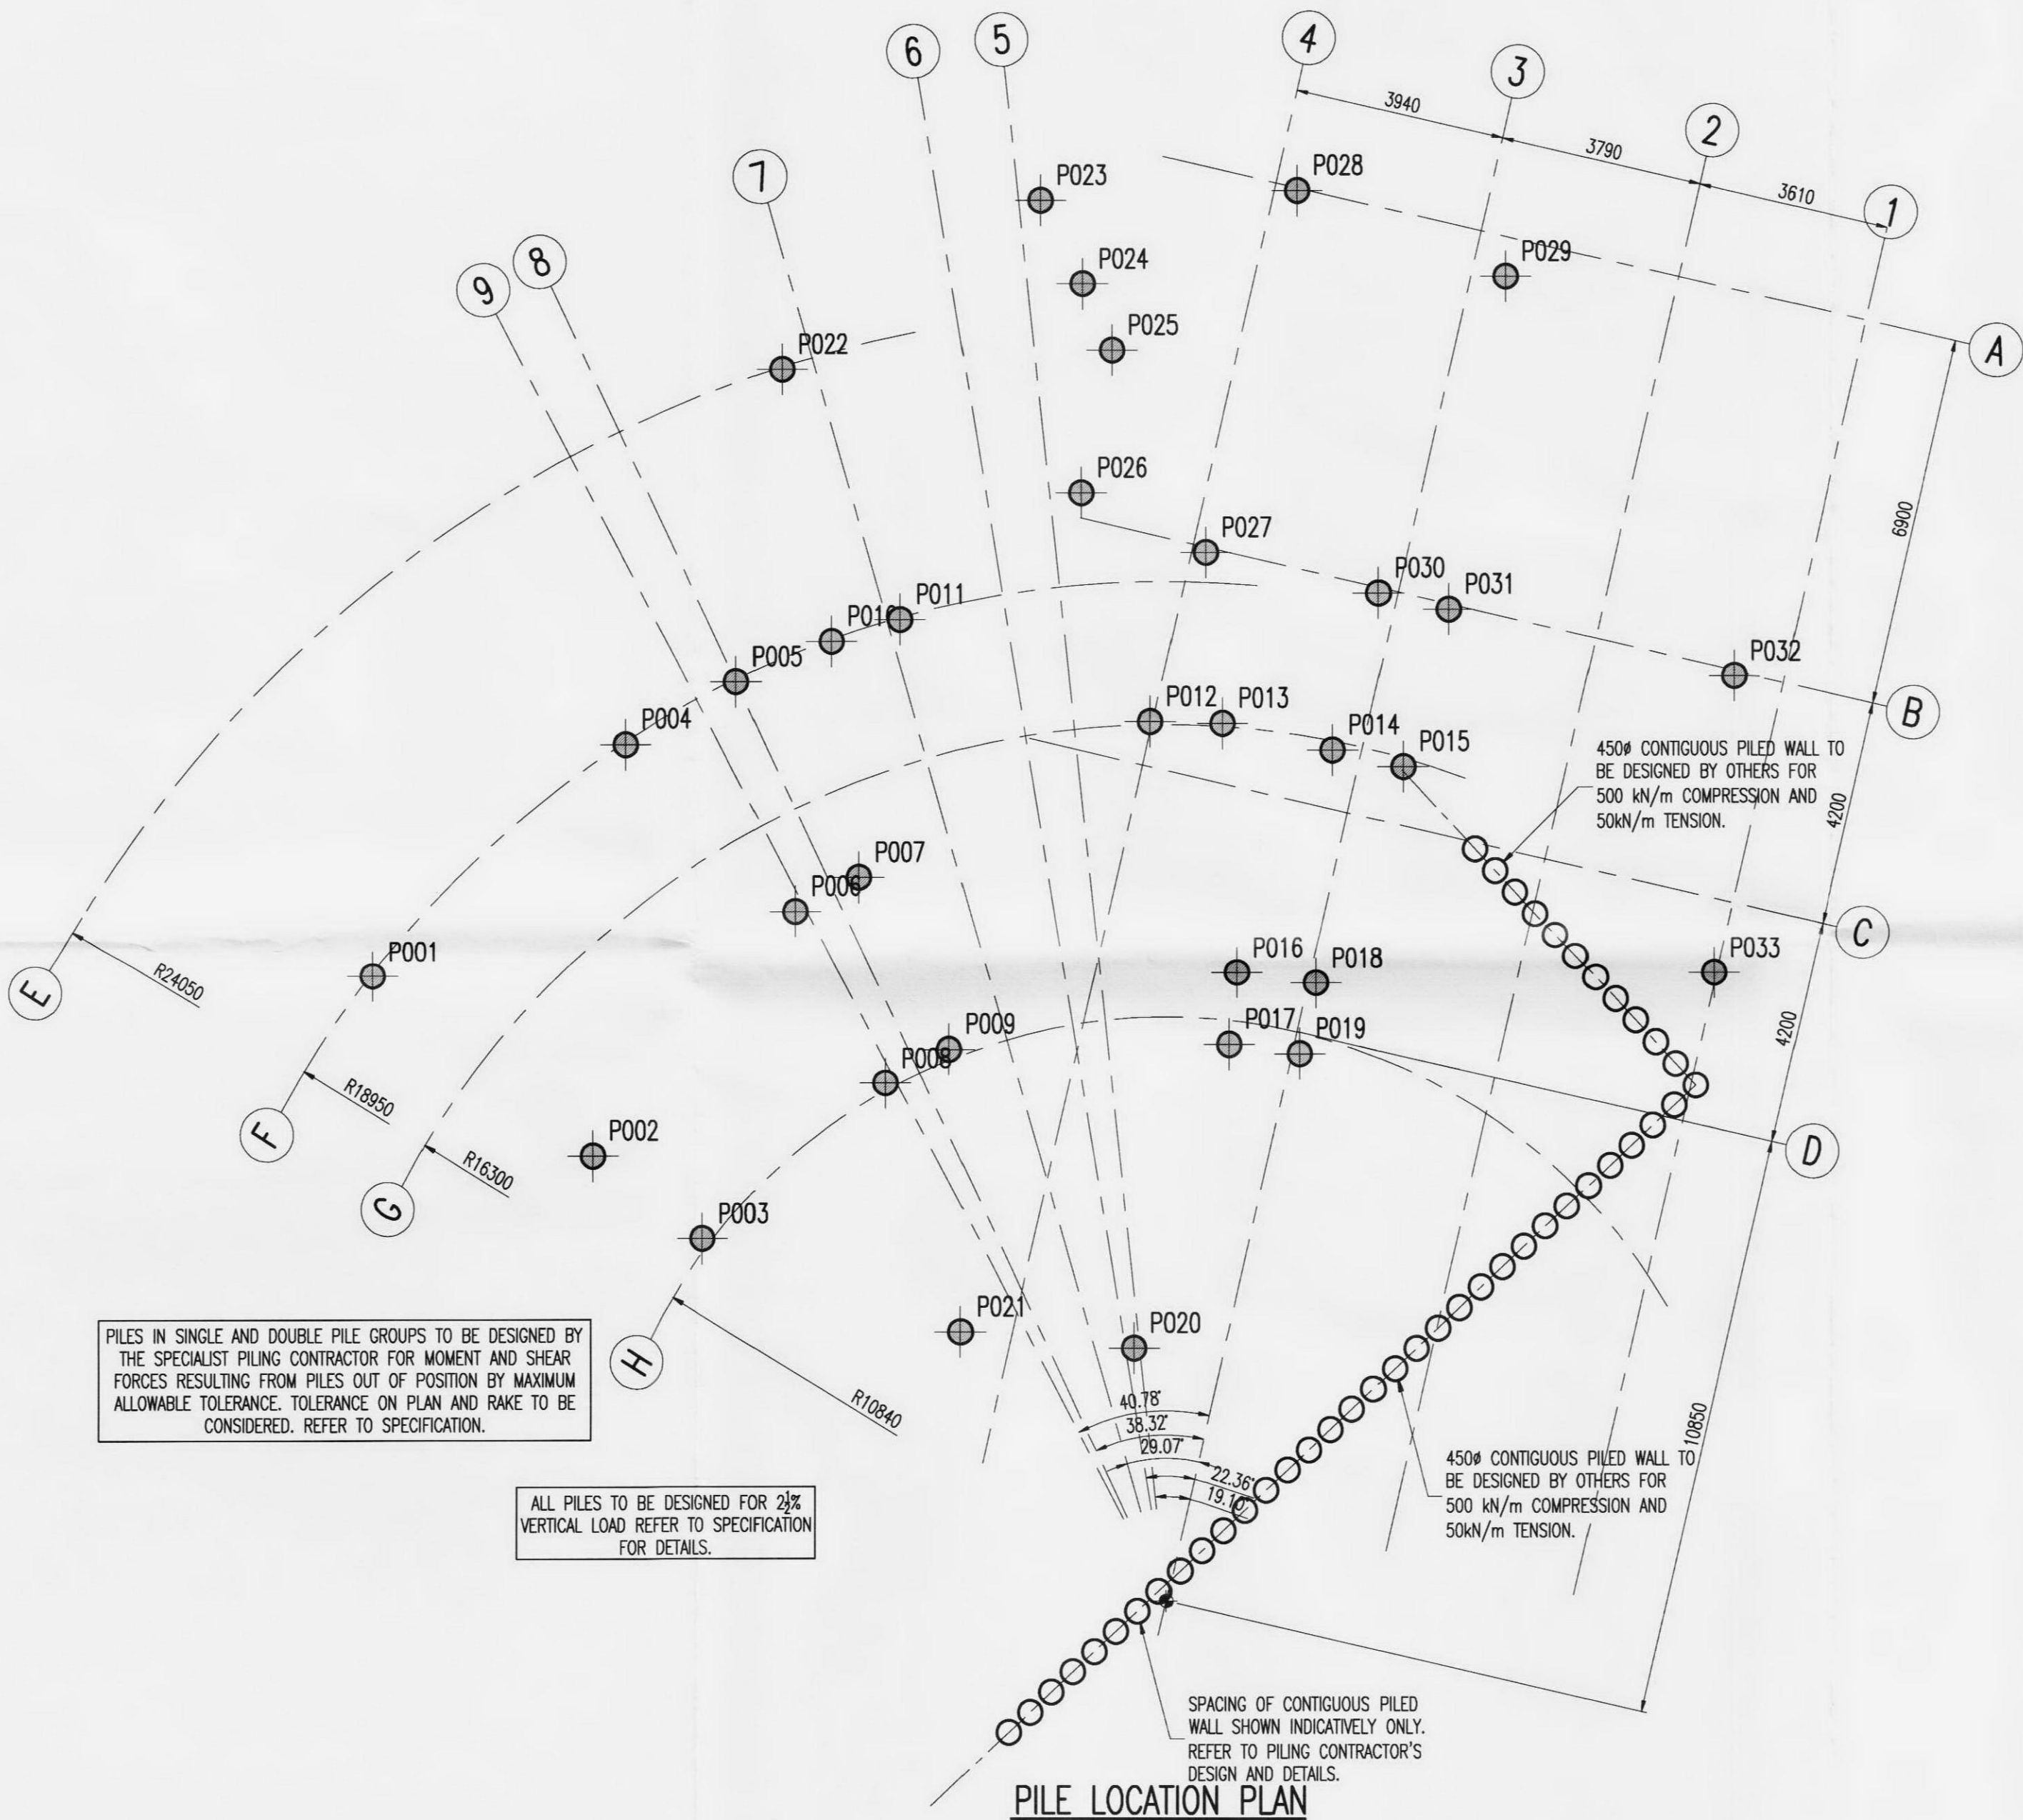 6
5
4
3
2
1
7
8
9
3940
3790
3610
P028
P023
P029
P024
P025
P022
A
P026
P027
6900
P030
P031
P011
P010
P005
P032
B
P004
P012
P013
P014
P015
450ø CONTIGUOUS PILED WALL TO
BE DESIGNED BY OTHERS FOR
500 kN/m COMPRESSION AND
50kN/m TENSION.
4200
P007
P006
C
P001
P016
P018
P033
E
R24050
P017
P019
4200
P009
P008
F
R18950
P002
D
G
R16300
P003
P021
P020
H
R10840
PILES IN SINGLE AND DOUBLE PILE GROUPS TO BE DESIGNED BY
THE SPECIALIST PILING CONTRACTOR FOR MOMENT AND SHEAR
FORCES RESULTING FROM PILES OUT OF POSITION BY MAXIMUM
ALLOWABLE TOLERANCE. TOLERANCE ON PLAN AND RAKE TO BE
CONSIDERED. REFER TO SPECIFICATION.
40.78°
38.32°
29.07°
22.36°
19.10°
10850
450ø CONTIGUOUS PILED WALL TO
BE DESIGNED BY OTHERS FOR
500 kN/m COMPRESSION AND
50kN/m TENSION.
ALL PILES TO BE DESIGNED FOR 2½%
VERTICAL LOAD REFER TO SPECIFICATION
FOR DETAILS.
SPACING OF CONTIGUOUS PILED
WALL SHOWN INDICATIVELY ONLY.
REFER TO PILING CONTRACTOR'S
DESIGN AND DETAILS.
PILE LOCATION PLAN